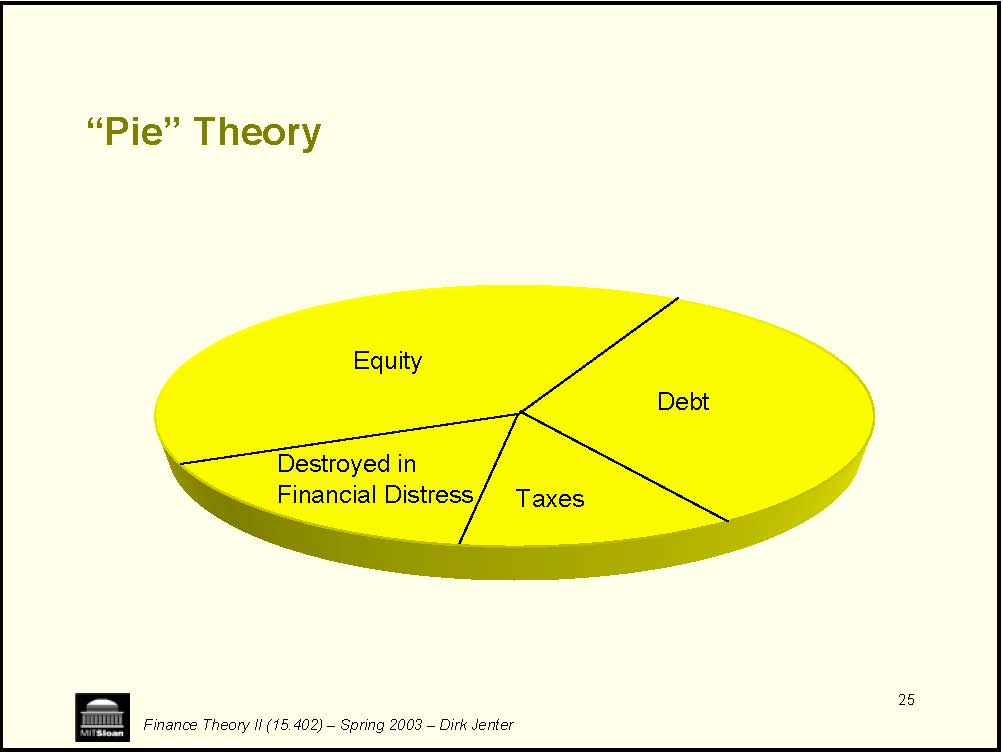 “Pie” Theory
Equity
Debt
Destroyed in
Financial Distress
Taxes
25
MITSloan
Finance Theory II (15.402) – Spring 2003 – Dirk Jenter